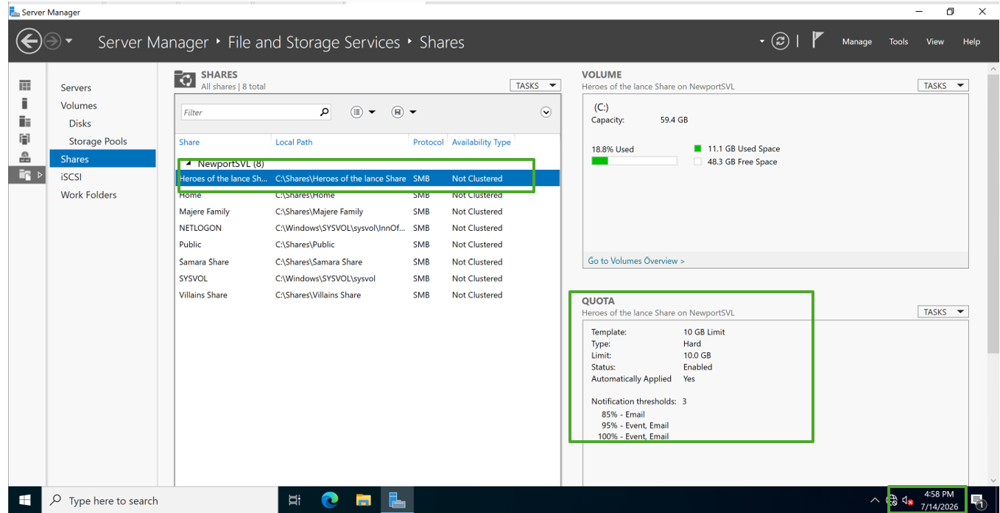 Server Manager
Server Manager ‣ File and Storage Services ‣ Shares
Manage Tools View Help
Servers
Volumes
Disks
Storage Pools
Shares
iSCSI
Work Folders
SHARES
All shares | 8 total
TASKS
Filter
Share Local Path Protocol Availability Type
NewportSVL (8)
Heroes of the lance Sh... C:\Shares\Heroes of the lance Share SMB Not Clustered
Home C:\Shares\Home SMB Not Clustered
Majere Family C:\Shares\Majere Family SMB Not Clustered
NETLOGON C:\Windows\SYSVOL\sysvol\InnOf... SMB Not Clustered
Public C:\Shares\Public SMB Not Clustered
Samara Share C:\Shares\Samara Share SMB Not Clustered
SYSVOL C:\Windows\SYSVOL\sysvol SMB Not Clustered
Villains Share C:\Shares\Villains Share SMB Not Clustered
VOLUME
Heroes of the lance Share on NewportSVL
TASKS
(C:)
Capacity: 59.4 GB
18.8% Used
11.1 GB Used Space
48.3 GB Free Space
Go to Volumes Overview >
QUOTA
Heroes of the lance Share on NewportSVL
TASKS
Template: 10 GB Limit
Type: Hard
Limit: 10.0 GB
Status: Enabled
Automatically Applied Yes
Notification thresholds: 3
85% - Email
95% - Event, Email
100% - Event, Email
Type here to search
4:58 PM
7/14/2026
1